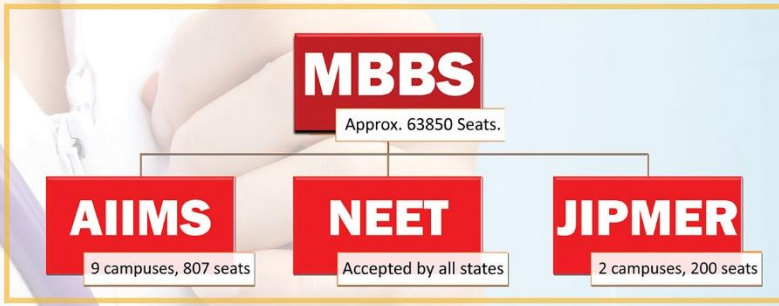 MBBS
Approx. 63850 Seats.
AIIMS
9 campuses, 807 seats
NEET
Accepted by all states
JIPMER
2 campuses, 200 seats